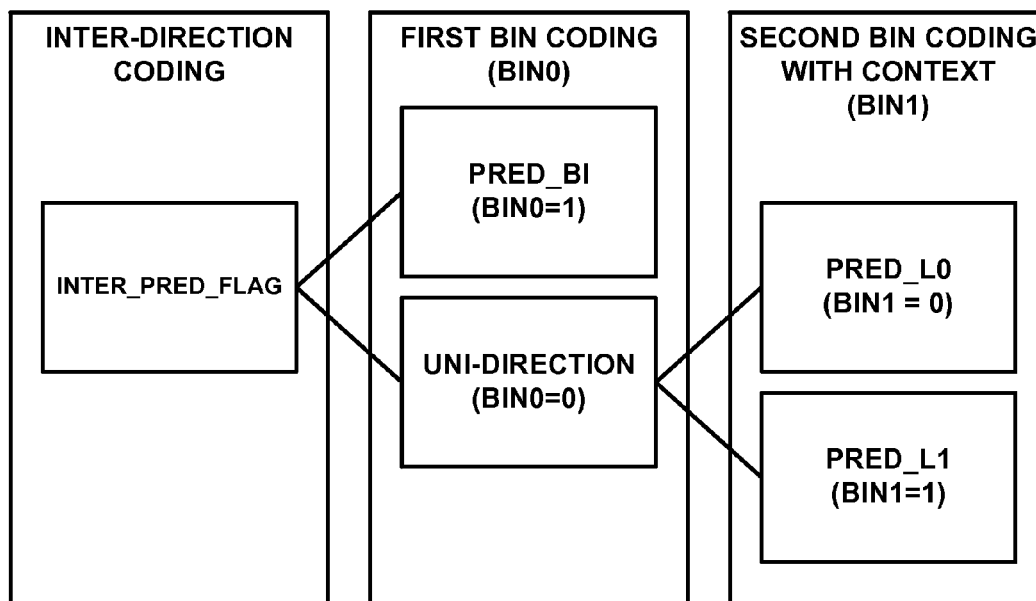 INTER-DIRECTION
CODING
INTER_PRED_FLAG
FIRST BIN CODING
(BIN0)
PRED_BI
(BIN0=1)
UNI-DIRECTION
(BIN0=0)
SECOND BIN CODING
WITH CONTEXT
(BIN1)
PRED_L0
(BIN1 = 0)
PRED_L1
(BIN1=1)